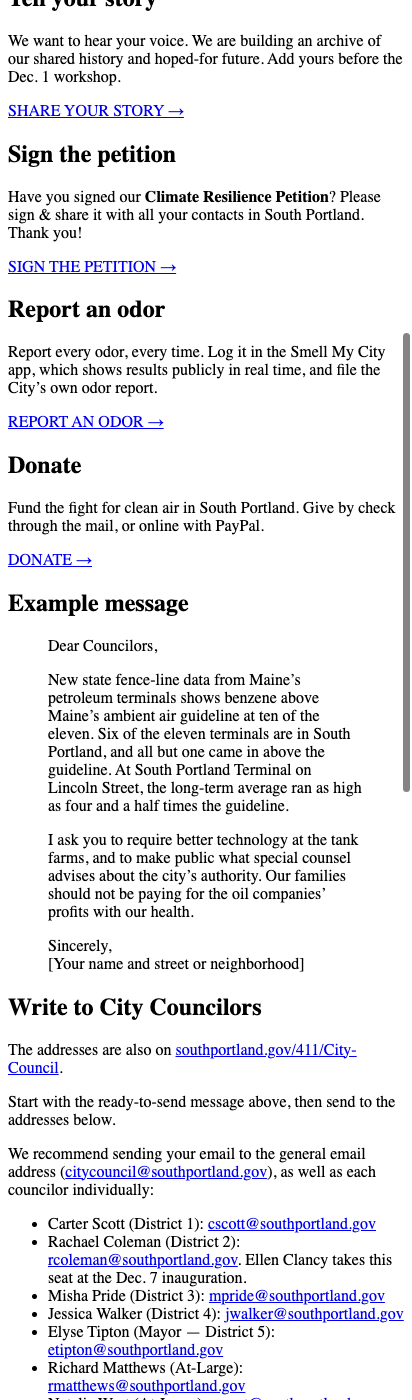 Tell your story
We want to hear your voice. We are building an archive of
our shared history and hoped-for future. Add yours before the
Dec. 1 workshop.
SHARE YOUR STORY →
Sign the petition
Have you signed our Climate Resilience Petition? Please
sign & share it with all your contacts in South Portland.
Thank you!
SIGN THE PETITION →
Report an odor
Report every odor, every time. Log it in the Smell My City
app, which shows results publicly in real time, and file the
City’s own odor report.
REPORT AN ODOR →
Donate
Fund the fight for clean air in South Portland. Give by check
through the mail, or online with PayPal.
DONATE →
Example message
Dear Councilors,
New state fence-line data from Maine’s
petroleum terminals shows benzene above
Maine’s ambient air guideline at ten of the
eleven. Six of the eleven terminals are in South
Portland, and all but one came in above the
guideline. At South Portland Terminal on
Lincoln Street, the long-term average ran as high
as four and a half times the guideline.
I ask you to require better technology at the tank
farms, and to make public what special counsel
advises about the city’s authority. Our families
should not be paying for the oil companies’
profits with our health.
Sincerely,
[Your name and street or neighborhood]
Write to City Councilors
The addresses are also on southportland.gov/411/City-
Council.
Start with the ready-to-send message above, then send to the
addresses below.
We recommend sending your email to the general email
address (citycouncil@southportland.gov), as well as each
councilor individually:
• Carter Scott (District 1): cscott@southportland.gov
• Rachael Coleman (District 2):
rcoleman@southportland.gov. Ellen Clancy takes this
seat at the Dec. 7 inauguration.
• Misha Pride (District 3): mpride@southportland.gov
• Jessica Walker (District 4): jwalker@southportland.gov
• Elyse Tipton (Mayor — District 5):
etipton@southportland.gov
• Richard Matthews (At-Large):
rmatthews@southportland.gov